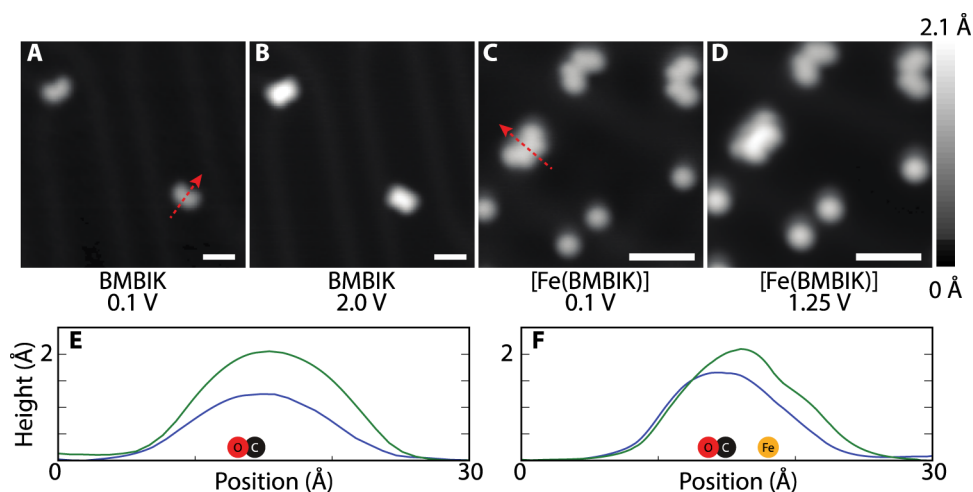 2.1 Å
A
B
C
D
BMBIK
0.1 V
BMBIK
2.0 V
[Fe(BMBIK)]
0.1 V
[Fe(BMBIK)]
1.25 V
0 Å
E
F
Height (Å)
2
2
O C
O C Fe
0 Position (Å) 30
0 Position (Å) 30